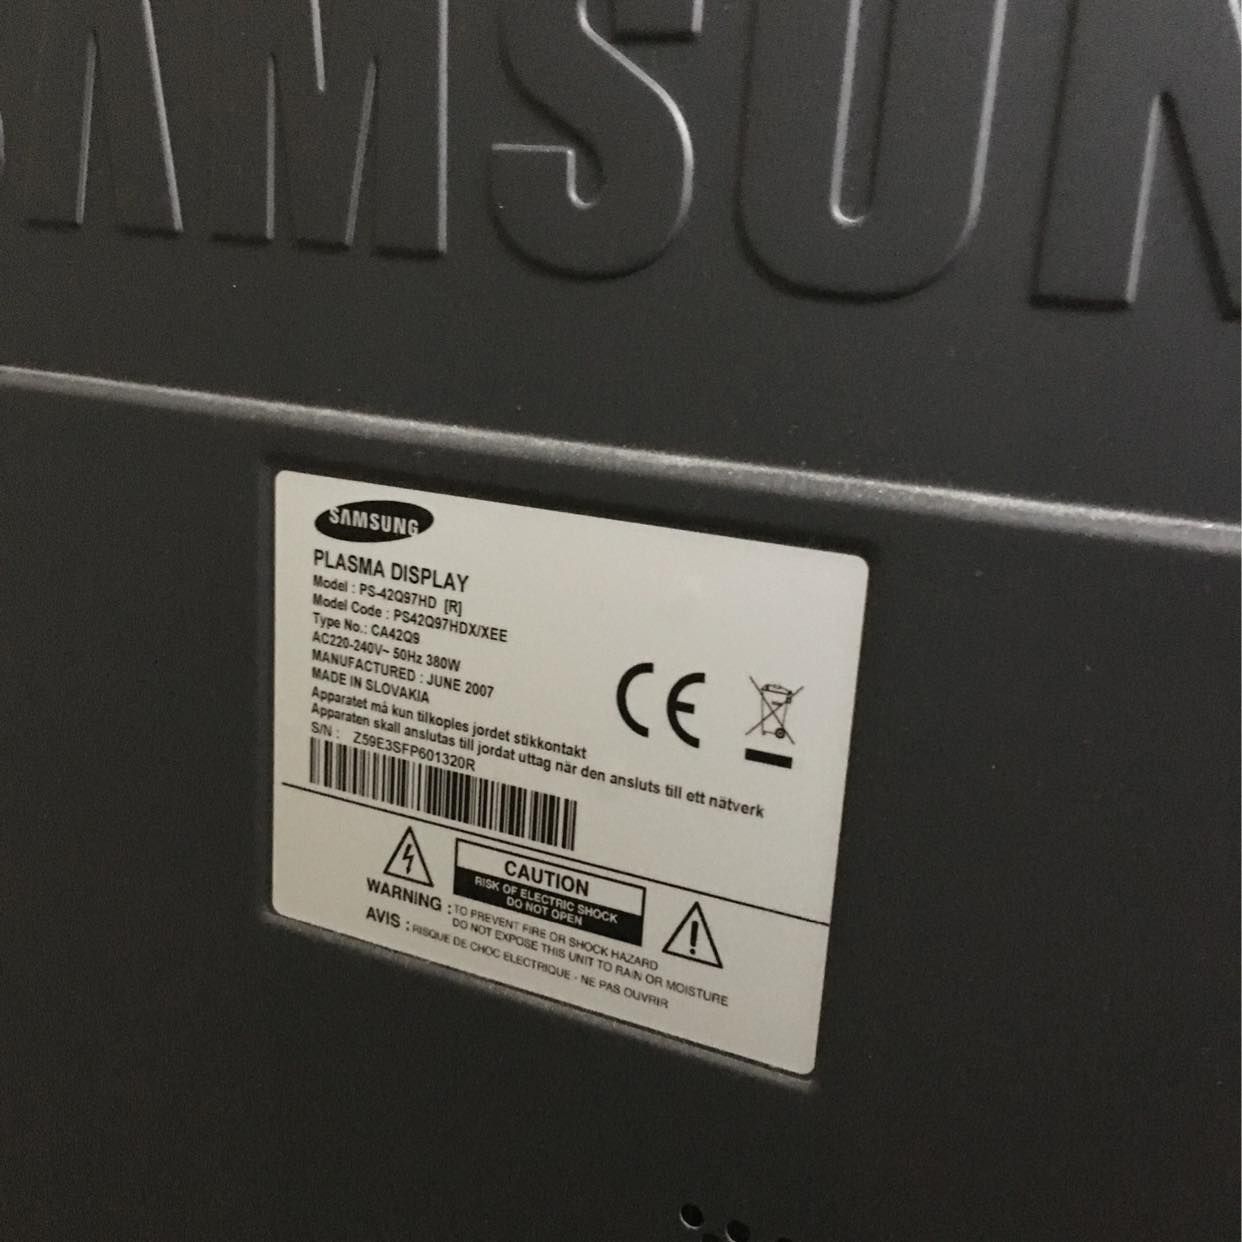 SAMSUN
SAMSUNG
PLASMA DISPLAY
Model : PS-42Q97HD [R]
Model Code : PS42Q97HDX/XEE
Type No.: CA42Q9
AC220-240V~ 50Hz 380W
MANUFACTURED : JUNE 2007
MADE IN SLOVAKIA
Apparatet må kun tilkoples jordet stikkontakt
Apparaten skall anslutas till jordat uttag när den ansluts till ett nätverk
S/N : Z59E3SFP601320R
CE
CAUTION
RISK OF ELECTRIC SHOCK
DO NOT OPEN
WARNING : TO PREVENT FIRE OR SHOCK HAZARD
DO NOT EXPOSE THIS UNIT TO RAIN OR MOISTURE
AVIS : RISQUE DE CHOC ELECTRIQUE - NE PAS OUVRIR